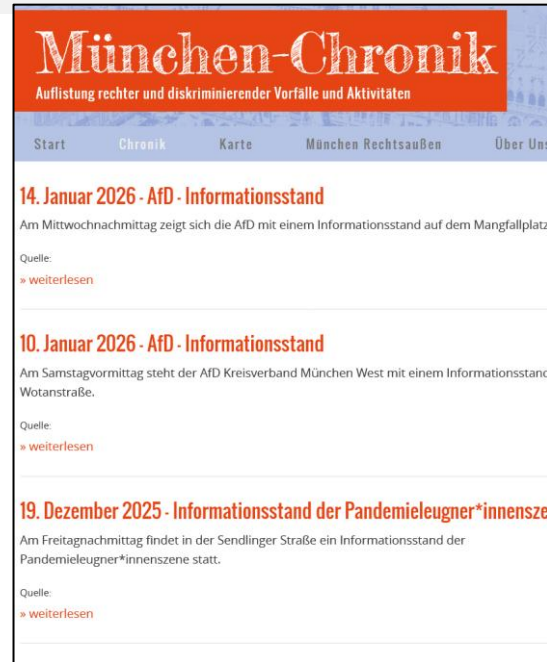 München-Chronik
Auflistung rechter und diskriminierender Vorfälle und Aktivitäten
Start Chronik Karte München Rechtsaußen Über
14. Januar 2026 - AfD - Informationsstand
Am Mittwochnachmittag zeigt sich die AfD mit einem Informationsstand auf dem Mangfallplatz
Quelle:
» weiterlesen
10. Januar 2026 - AfD - Informationsstand
Am Samstagvormittag steht der AfD Kreisverband München West mit einem Informationsstand
Wotanstraße.
Quelle:
» weiterlesen
19. Dezember 2025 - Informationsstand der
Am Freitagnachmittag findet in der Sendlinger Straße ein Informationsstand der
Pandemieleugner*innenszene statt.
Quelle:
» weiterlesen